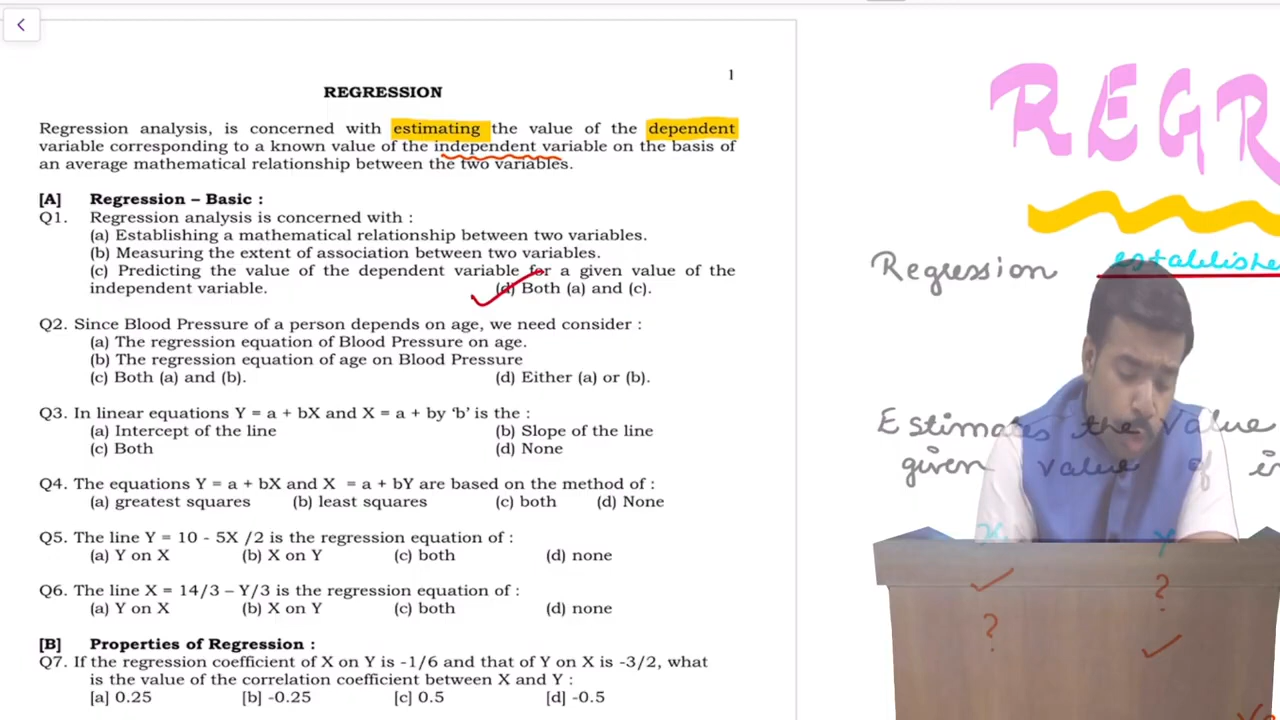 1
REGRESSION
Regression analysis, is concerned with estimating the value of the dependent
variable corresponding to a known value of the independent variable on the basis of
an average mathematical relationship between the two variables.
[A] Regression – Basic :
Q1. Regression analysis is concerned with :
(a) Establishing a mathematical relationship between two variables.
(b) Measuring the extent of association between two variables.
(c) Predicting the value of the dependent variable for a given value of the
independent variable. (d) Both (a) and (c).
Q2. Since Blood Pressure of a person depends on age, we need consider :
(a) The regression equation of Blood Pressure on age.
(b) The regression equation of age on Blood Pressure
(c) Both (a) and (b). (d) Either (a) or (b).
Q3. In linear equations Y = a + bX and X = a + by ‘b’ is the :
(a) Intercept of the line (b) Slope of the line
(c) Both (d) None
Q4. The equations Y = a + bX and X = a + bY are based on the method of :
(a) greatest squares (b) least squares (c) both (d) None
Q5. The line Y = 10 - 5X /2 is the regression equation of :
(a) Y on X (b) X on Y (c) both (d) none
Q6. The line X = 14/3 – Y/3 is the regression equation of :
(a) Y on X (b) X on Y (c) both (d) none
[B] Properties of Regression :
Q7. If the regression coefficient of X on Y is -1/6 and that of Y on X is -3/2, what
is the value of the correlation coefficient between X and Y :
[a] 0.25 [b] -0.25 [c] 0.5 [d] -0.5
REGR
Regression establishe
Estimates the value
given value of in
X Y
?
?